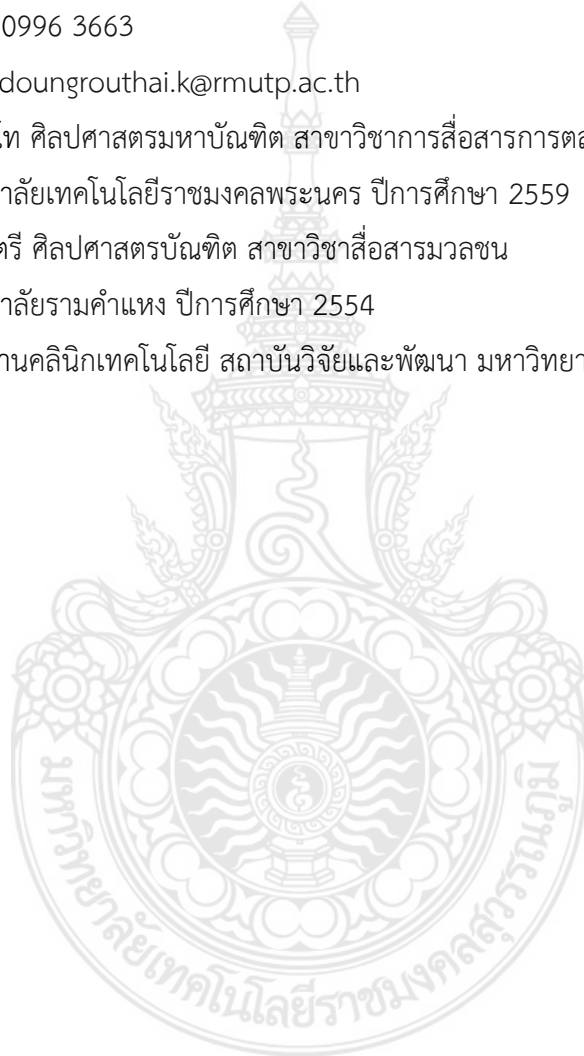 0996 3663
doungrouthai.k@rmutp.ac.th
ท ศิลปศาสตรมหาบัณฑิต สาขาวิชาการสื่อสารการตล
าลัยเทคโนโลยีราชมงคลพระนคร ปีการศึกษา 2559
ตรี ศิลปศาสตรบัณฑิต สาขาวิชาสื่อสารมวลชน
าลัยรามคำแหง ปีการศึกษา 2554
านคลินิกเทคโนโลยี สถาบันวิจัยและพัฒนา มหาวิทยา
มหาวิทยาลัยเทคโนโลยีราชมงคลสุวรรณภูมิ